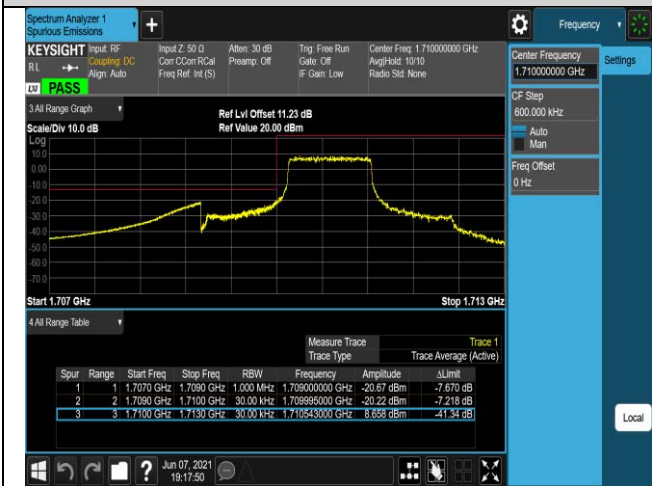 Spectrum Analyzer 1
Spurious Emissions
+
Frequency
KEYSIGHT Input: RF Input Z: 50 Ω Atten: 30 dB Trig: Free Run Center Freq: 1.710000000 GHz
RL Coupling: DC Corr CCorr RCal Preamp: Off Gate: Off Avg|Hold: 10/10
Align: Auto Freq Ref: Int (S) IF Gain: Low Radio Std: None
LXI PASS
Center Frequency
1.710000000 GHz
Settings
CF Step
600.000 kHz
Auto
Man
Freq Offset
0 Hz
3 All Range Graph
Ref Lvl Offset 11.23 dB
Scale/Div 10.0 dB Ref Value 20.00 dBm
Log
10.0
0.00
-10.0
-20.0
-30.0
-40.0
-50.0
-60.0
-70.0
Start 1.707 GHz Stop 1.713 GHz
4 All Range Table
Measure Trace Trace 1
Trace Type Trace Average (Active)
Spur Range Start Freq Stop Freq RBW Frequency Amplitude ΔLimit
1 1 1.7070 GHz 1.7090 GHz 1.000 MHz 1.709000000 GHz -20.67 dBm -7.670 dB
2 2 1.7090 GHz 1.7100 GHz 30.00 kHz 1.709995000 GHz -20.22 dBm -7.218 dB
3 3 1.7100 GHz 1.7130 GHz 30.00 kHz 1.710543000 GHz 8.658 dBm -41.34 dB
Local
? Jun 07, 2021
19:17:50